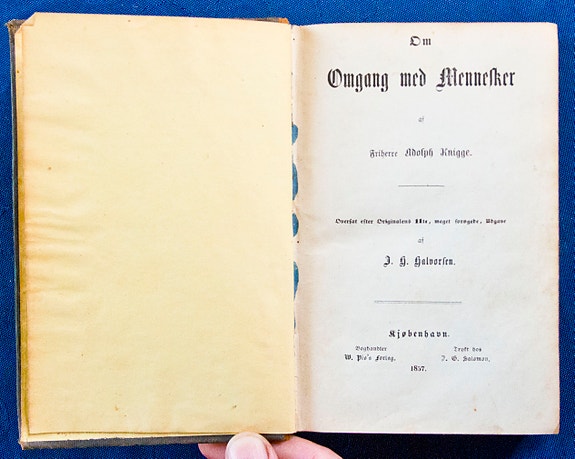 Om
Omgang med Mennesker
af
Friherre Adolph Knigge.
Oversat efter Originalens 11te, meget forøgede, Udgave
af
J. H. Halvorsen.
Kjøbenhavn.
Boghandler
W. Pio's Forlag.
Trykt hos
J. G. Salomon.
1857.